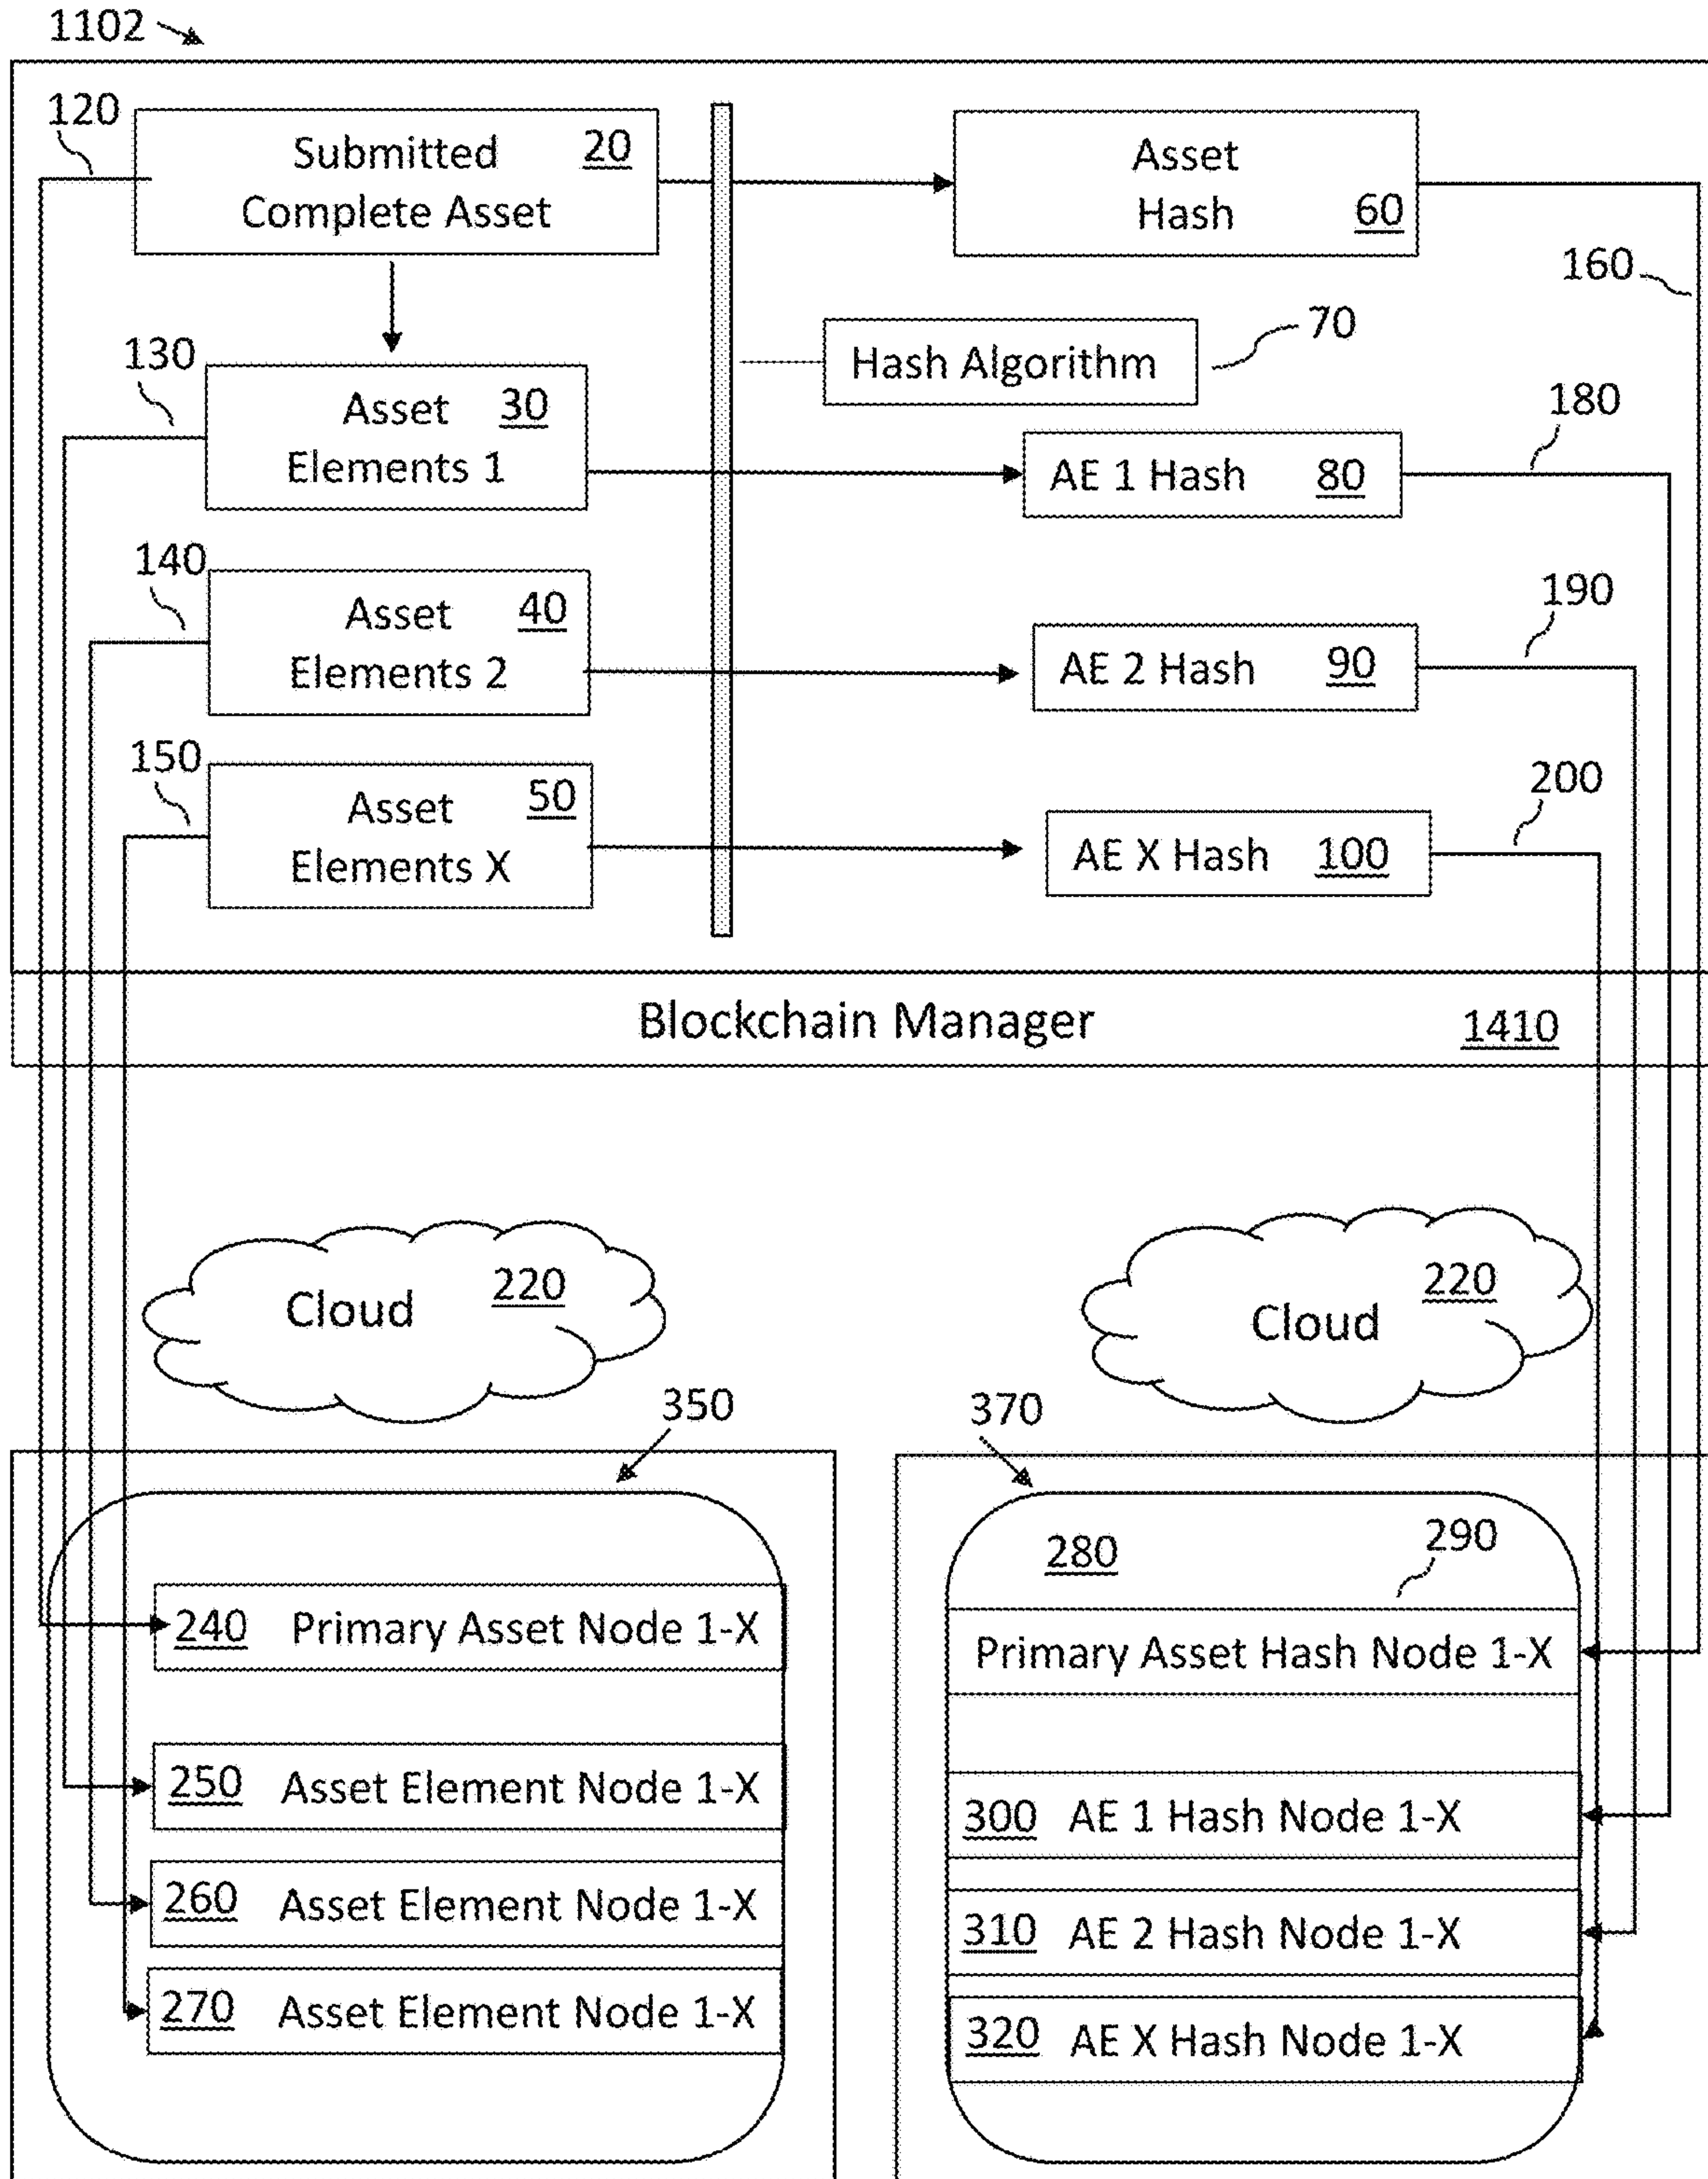 1102
120
Submitted 20
Complete Asset
Asset
Hash 60
160
Hash Algorithm
70
130
Asset 30
Elements 1
180
AE 1 Hash 80
140
Asset 40
Elements 2
190
AE 2 Hash 90
150
Asset 50
Elements X
200
AE X Hash 100
Blockchain Manager 1410
Cloud 220
Cloud 220
350
370
240 Primary Asset Node 1-X
250 Asset Element Node 1-X
260 Asset Element Node 1-X
270 Asset Element Node 1-X
280
290
Primary Asset Hash Node 1-X
300 AE 1 Hash Node 1-X
310 AE 2 Hash Node 1-X
320 AE X Hash Node 1-X